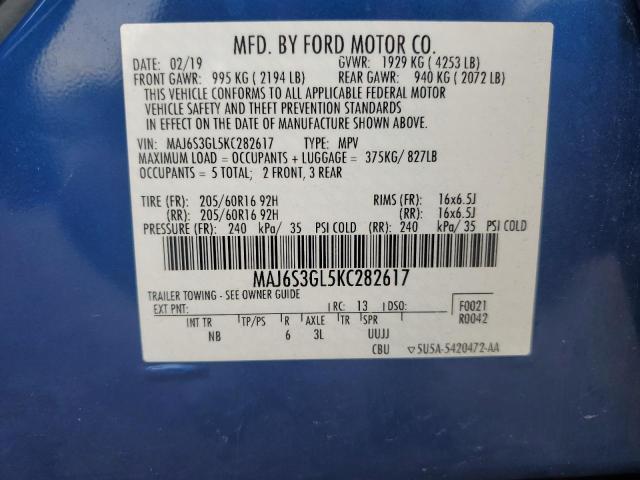 MFD. BY FORD MOTOR CO.
DATE: 02/19 GVWR: 1929 KG ( 4253 LB)
FRONT GAWR: 995 KG ( 2194 LB) REAR GAWR: 940 KG ( 2072 LB)
THIS VEHICLE CONFORMS TO ALL APPLICABLE FEDERAL MOTOR
VEHICLE SAFETY AND THEFT PREVENTION STANDARDS
IN EFFECT ON THE DATE OF MANUFACTURE SHOWN ABOVE.
VIN: MAJ6S3GL5KC282617 TYPE: MPV
MAXIMUM LOAD = OCCUPANTS + LUGGAGE = 375KG/ 827LB
OCCUPANTS = 5 TOTAL; 2 FRONT, 3 REAR
TIRE (FR): 205/60R16 92H RIMS (FR): 16x6.5J
(RR): 205/60R16 92H (RR): 16x6.5J
PRESSURE (FR): 240 kPa/ 35 PSI COLD (RR): 240 kPa/ 35 PSI COLD
MAJ6S3GL5KC282617
TRAILER TOWING - SEE OWNER GUIDE
EXT PNT: RC: 13 DSO: F0021
R0042
INT TR TP/PS R AXLE TR SPR
NB 6 3L UUJJ
CBU ▽5U5A-5420472-AA